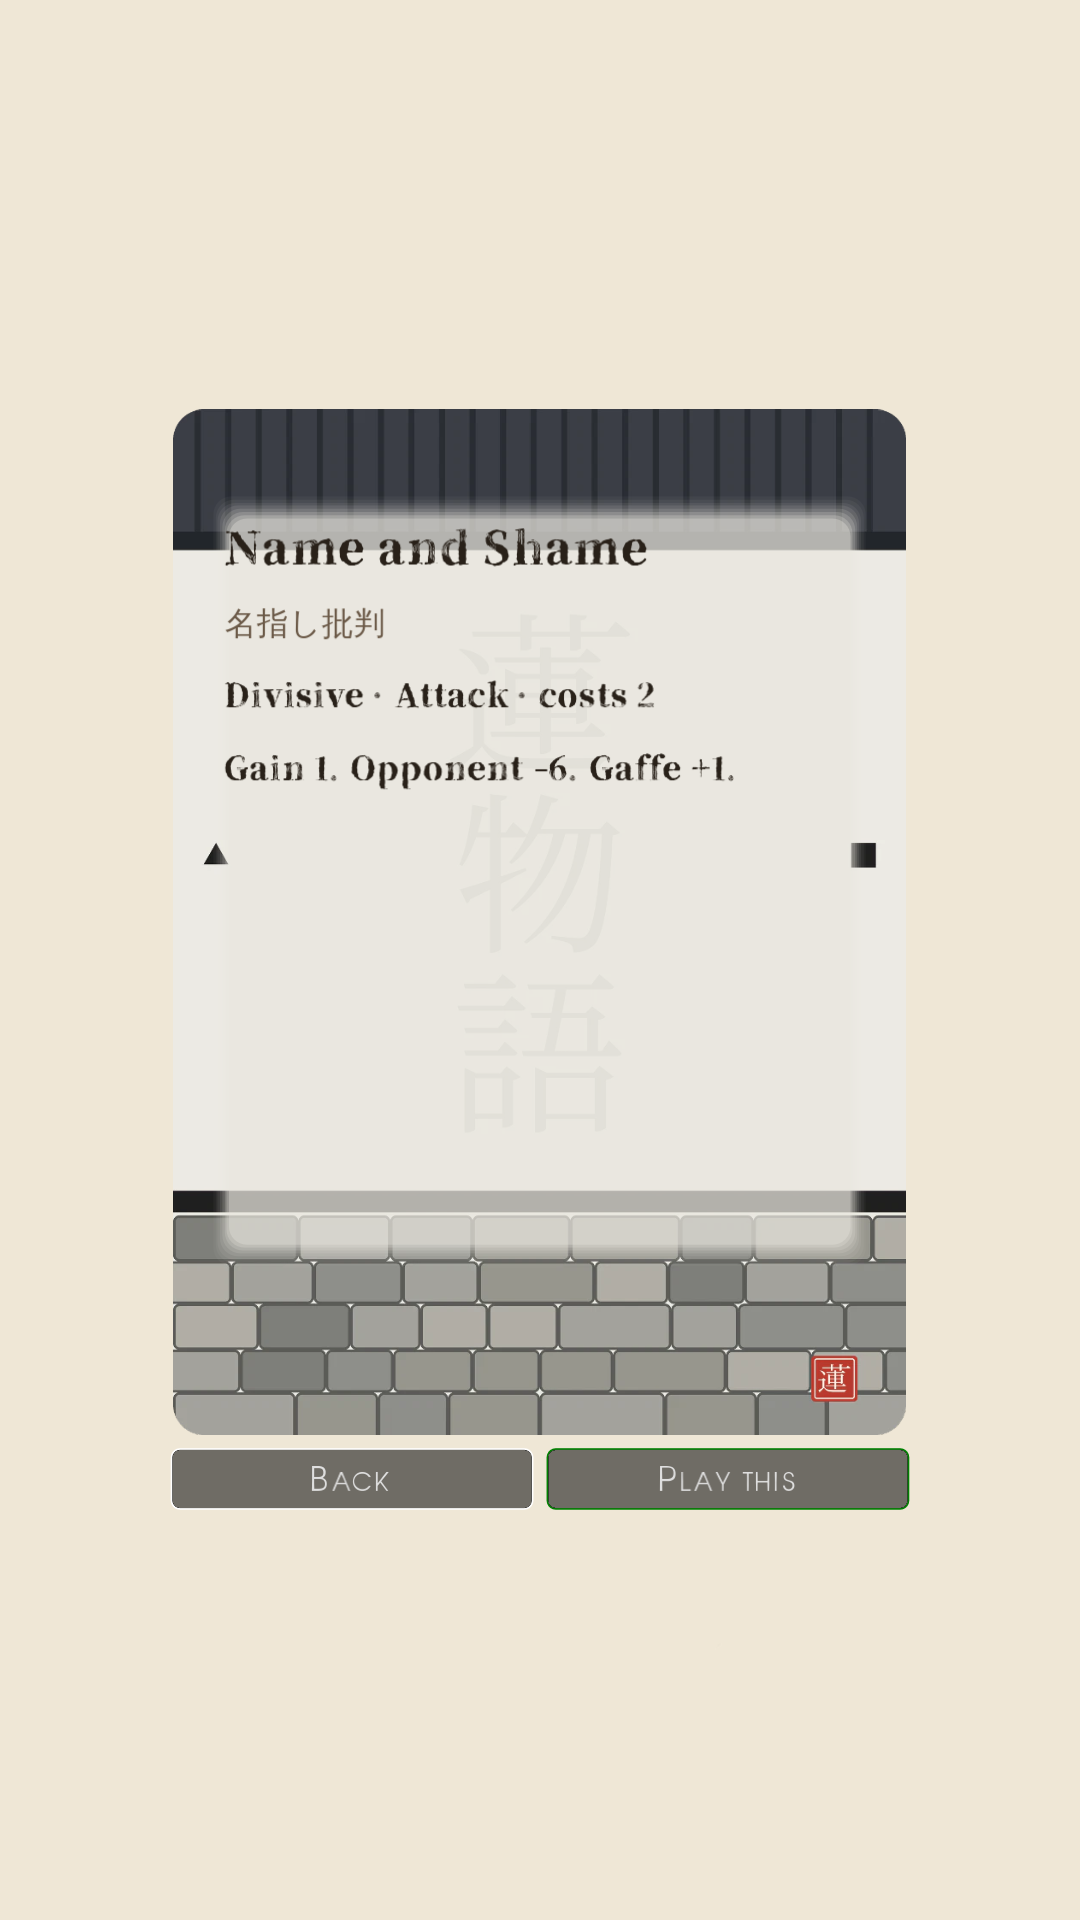 Name and Shame
名指し批判
Divisive · Attack · costs 2
Gain 1. Opponent -6. Gaffe +1.
蓮物語
蓮
Back
Play this